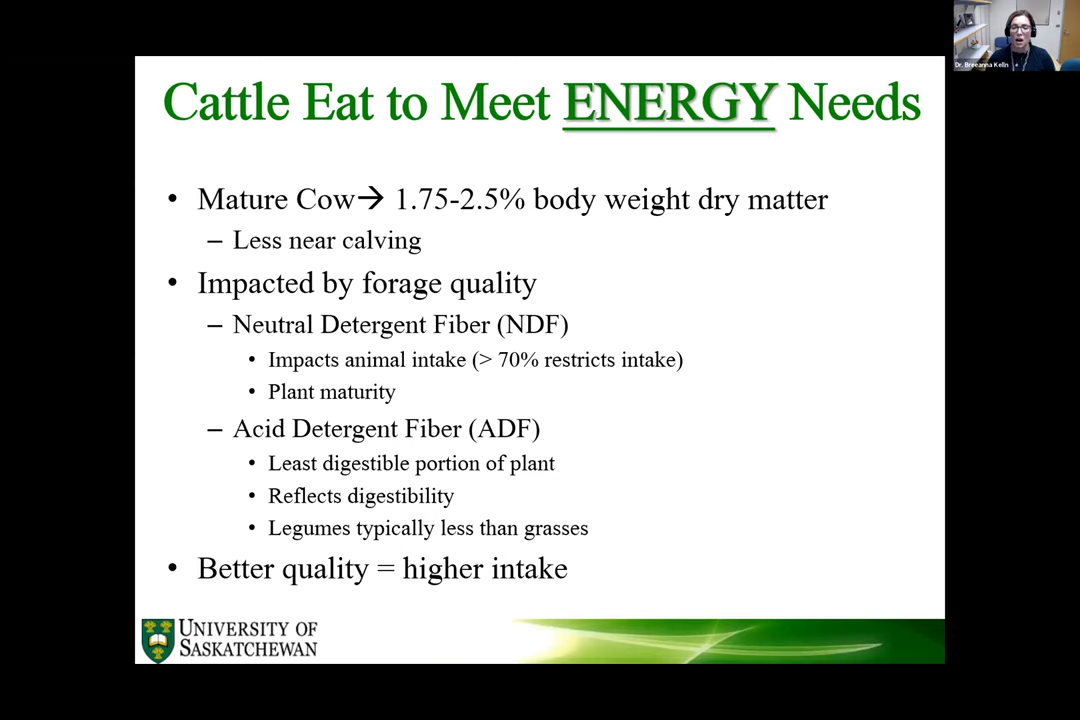 Dr. Breeanna Kelln
Cattle Eat to Meet ENERGY Needs
• Mature Cow→ 1.75-2.5% body weight dry matter
– Less near calving
• Impacted by forage quality
– Neutral Detergent Fiber (NDF)
• Impacts animal intake (> 70% restricts intake)
• Plant maturity
– Acid Detergent Fiber (ADF)
• Least digestible portion of plant
• Reflects digestibility
• Legumes typically less than grasses
• Better quality = higher intake
UNIVERSITY OF
SASKATCHEWAN